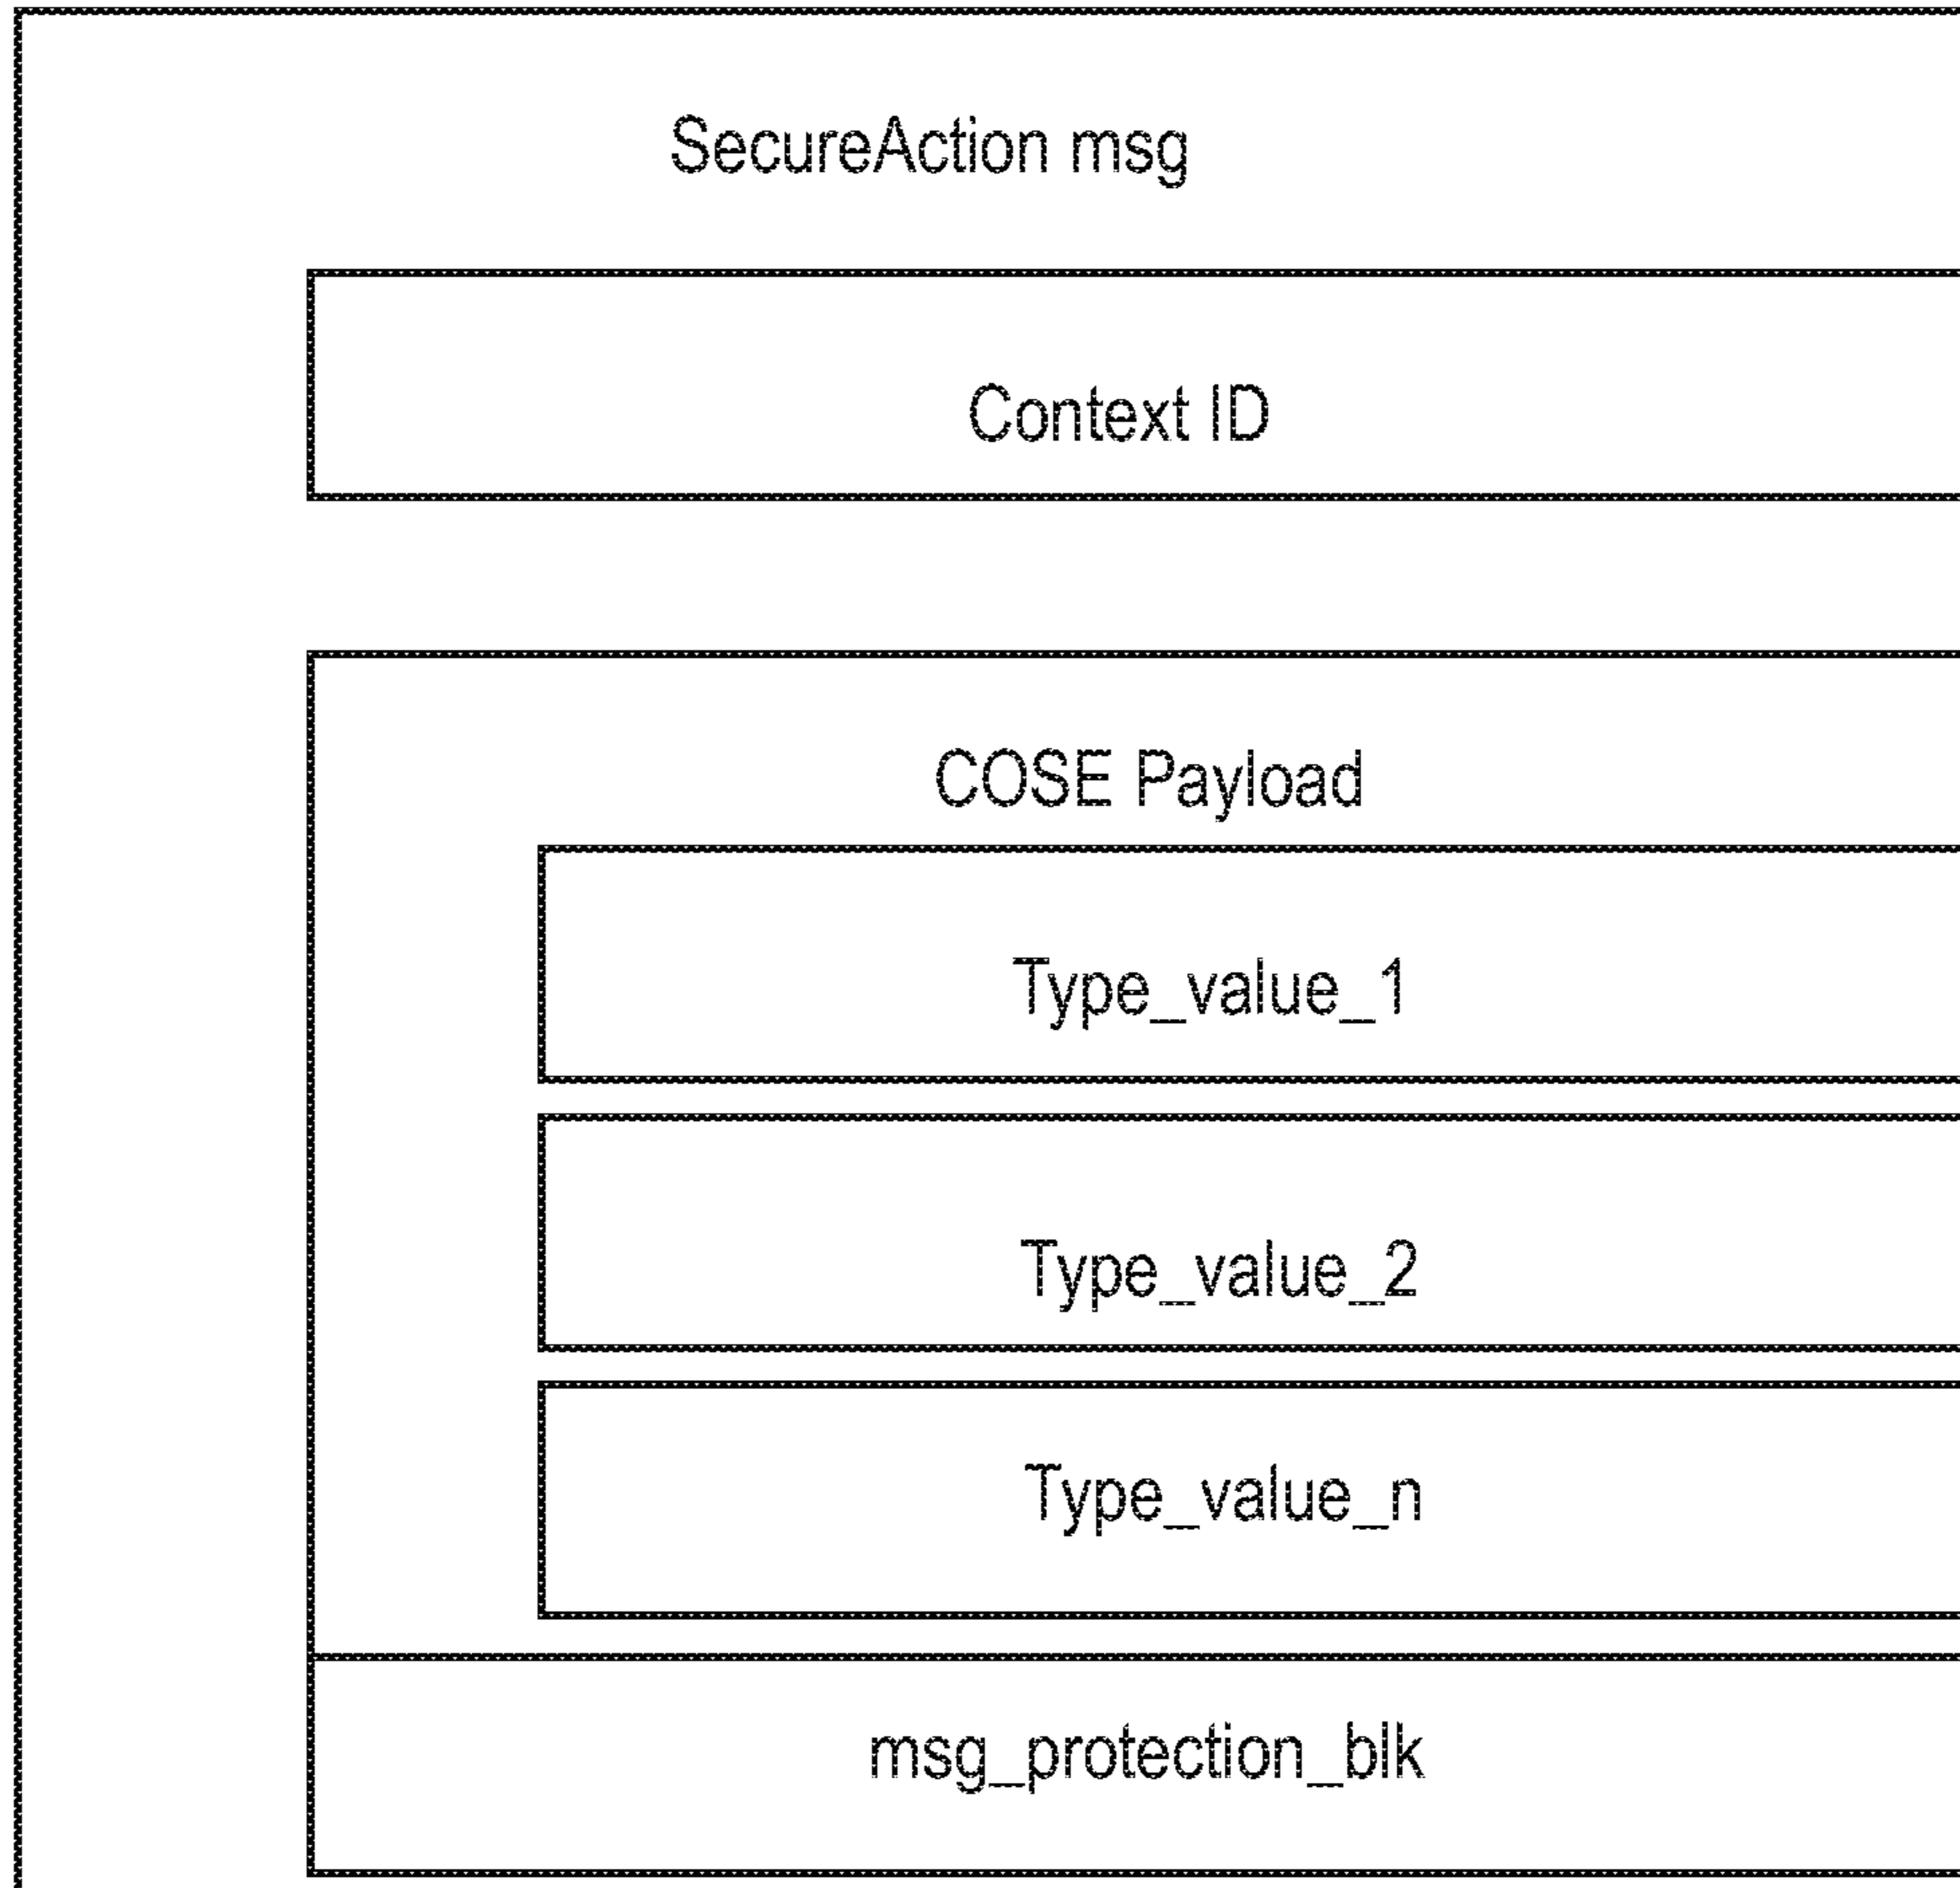 SecureAction msg
Context ID
COSE Payload
Type_value_1
Type_value_2
Type_value_n
msg_protection_blk